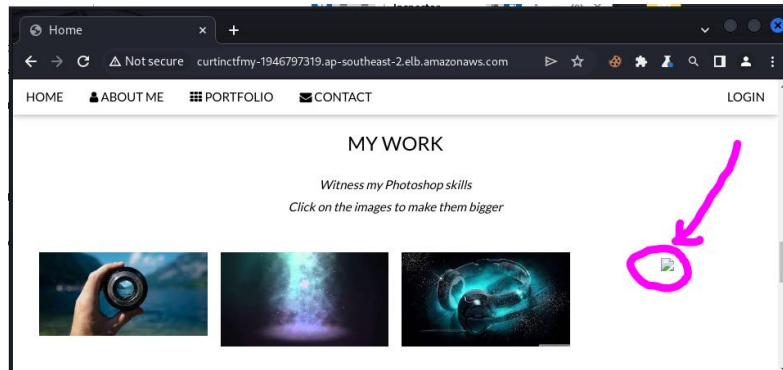 Home
Not secure curtinctfmy-1946797319.ap-southeast-2.elb.amazonaws.com
HOME ABOUT ME PORTFOLIO CONTACT LOGIN
MY WORK
Witness my Photoshop skills
Click on the images to make them bigger